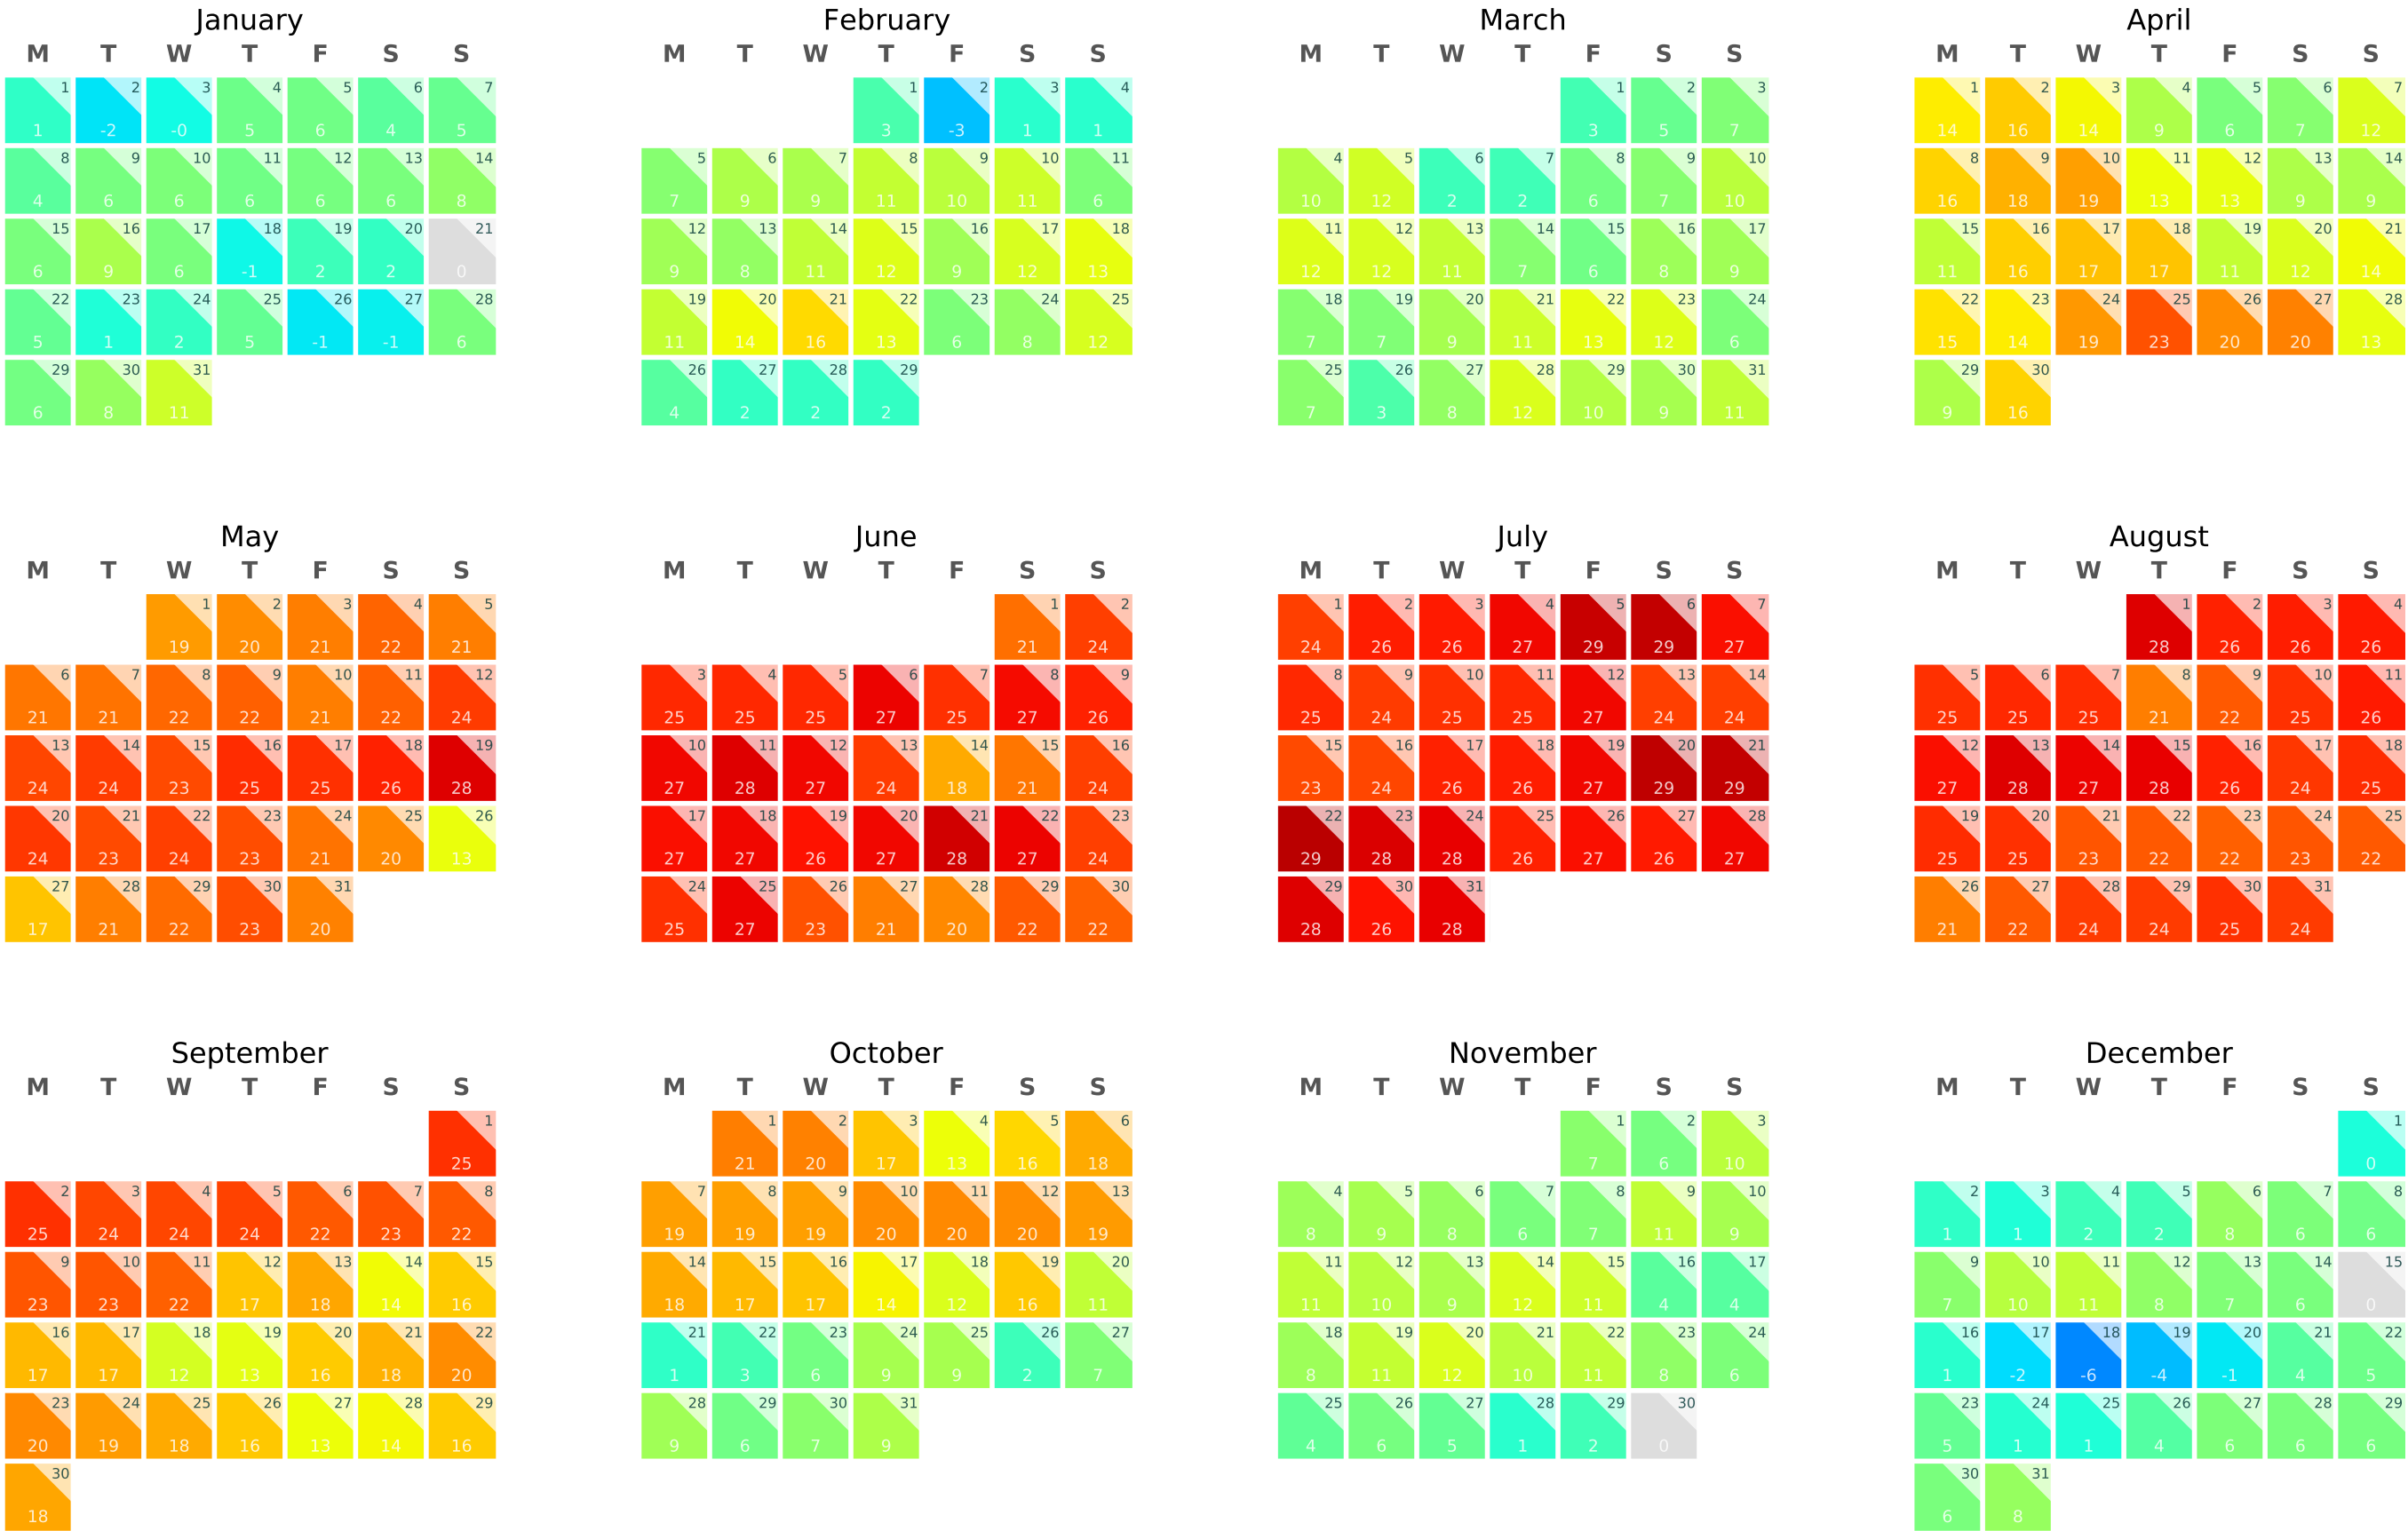 January February March April
M T W T F S S M T W T F S S M T W T F S S M T W T F S S
1 2 3 4 5 6 7 1 2 3 4 1 2 3 1 2 3 4 5 6 7
1 -2 -0 5 6 4 5 3 -3 1 1 3 5 7 14 16 14 9 6 7 12
8 9 10 11 12 13 14 5 6 7 8 9 10 11 4 5 6 7 8 9 10 8 9 10 11 12 13 14
4 6 6 6 6 6 8 7 9 9 11 10 11 6 10 12 2 2 6 7 10 16 18 19 13 13 9 9
15 16 17 18 19 20 21 12 13 14 15 16 17 18 11 12 13 14 15 16 17 15 16 17 18 19 20 21
6 9 6 -1 2 2 0 9 8 11 12 9 12 13 12 12 11 7 6 8 9 11 16 17 17 11 12 14
22 23 24 25 26 27 28 19 20 21 22 23 24 25 18 19 20 21 22 23 24 22 23 24 25 26 27 28
5 1 2 5 -1 -1 6 11 14 16 13 6 8 12 7 7 9 11 13 12 6 15 14 19 23 20 20 13
29 30 31 26 27 28 29 25 26 27 28 29 30 31 29 30
6 8 11 4 2 2 2 7 3 8 12 10 9 11 9 16
May June July August
M T W T F S S M T W T F S S M T W T F S S M T W T F S S
1 2 3 4 5 1 2 1 2 3 4 5 6 7 1 2 3 4
19 20 21 22 21 21 24 24 26 26 27 29 29 27 28 26 26 26
6 7 8 9 10 11 12 3 4 5 6 7 8 9 8 9 10 11 12 13 14 5 6 7 8 9 10 11
21 21 22 22 21 22 24 25 25 25 27 25 27 26 25 24 25 25 27 24 24 25 25 25 21 22 25 26
13 14 15 16 17 18 19 10 11 12 13 14 15 16 15 16 17 18 19 20 21 12 13 14 15 16 17 18
24 24 23 25 25 26 28 27 28 27 24 18 21 24 23 24 26 26 27 29 29 27 28 27 28 26 24 25
20 21 22 23 24 25 26 17 18 19 20 21 22 23 22 23 24 25 26 27 28 19 20 21 22 23 24 25
24 23 24 23 21 20 13 27 27 26 27 28 27 24 29 28 28 26 27 26 27 25 25 23 22 22 23 22
27 28 29 30 31 24 25 26 27 28 29 30 29 30 31 26 27 28 29 30 31
17 21 22 23 20 25 27 23 21 20 22 22 28 26 28 21 22 24 24 25 24
September October November December
M T W T F S S M T W T F S S M T W T F S S M T W T F S S
1 1 2 3 4 5 6 1 2 3 1
25 21 20 17 13 16 18 7 6 10 0
2 3 4 5 6 7 8 7 8 9 10 11 12 13 4 5 6 7 8 9 10 2 3 4 5 6 7 8
25 24 24 24 22 23 22 19 19 19 20 20 20 19 8 9 8 6 7 11 9 1 1 2 2 8 6 6
9 10 11 12 13 14 15 14 15 16 17 18 19 20 11 12 13 14 15 16 17 9 10 11 12 13 14 15
23 23 22 17 18 14 16 18 17 17 14 12 16 11 11 10 9 12 11 4 4 7 10 11 8 7 6 0
16 17 18 19 20 21 22 21 22 23 24 25 26 27 18 19 20 21 22 23 24 16 17 18 19 20 21 22
17 17 12 13 16 18 20 1 3 6 9 9 2 7 8 11 12 10 11 8 6 1 -2 -6 -4 -1 4 5
23 24 25 26 27 28 29 28 29 30 31 25 26 27 28 29 30 23 24 25 26 27 28 29
20 19 18 16 13 14 16 9 6 7 9 4 6 5 1 2 0 5 1 1 4 6 6 6
30 30 31
18 6 8